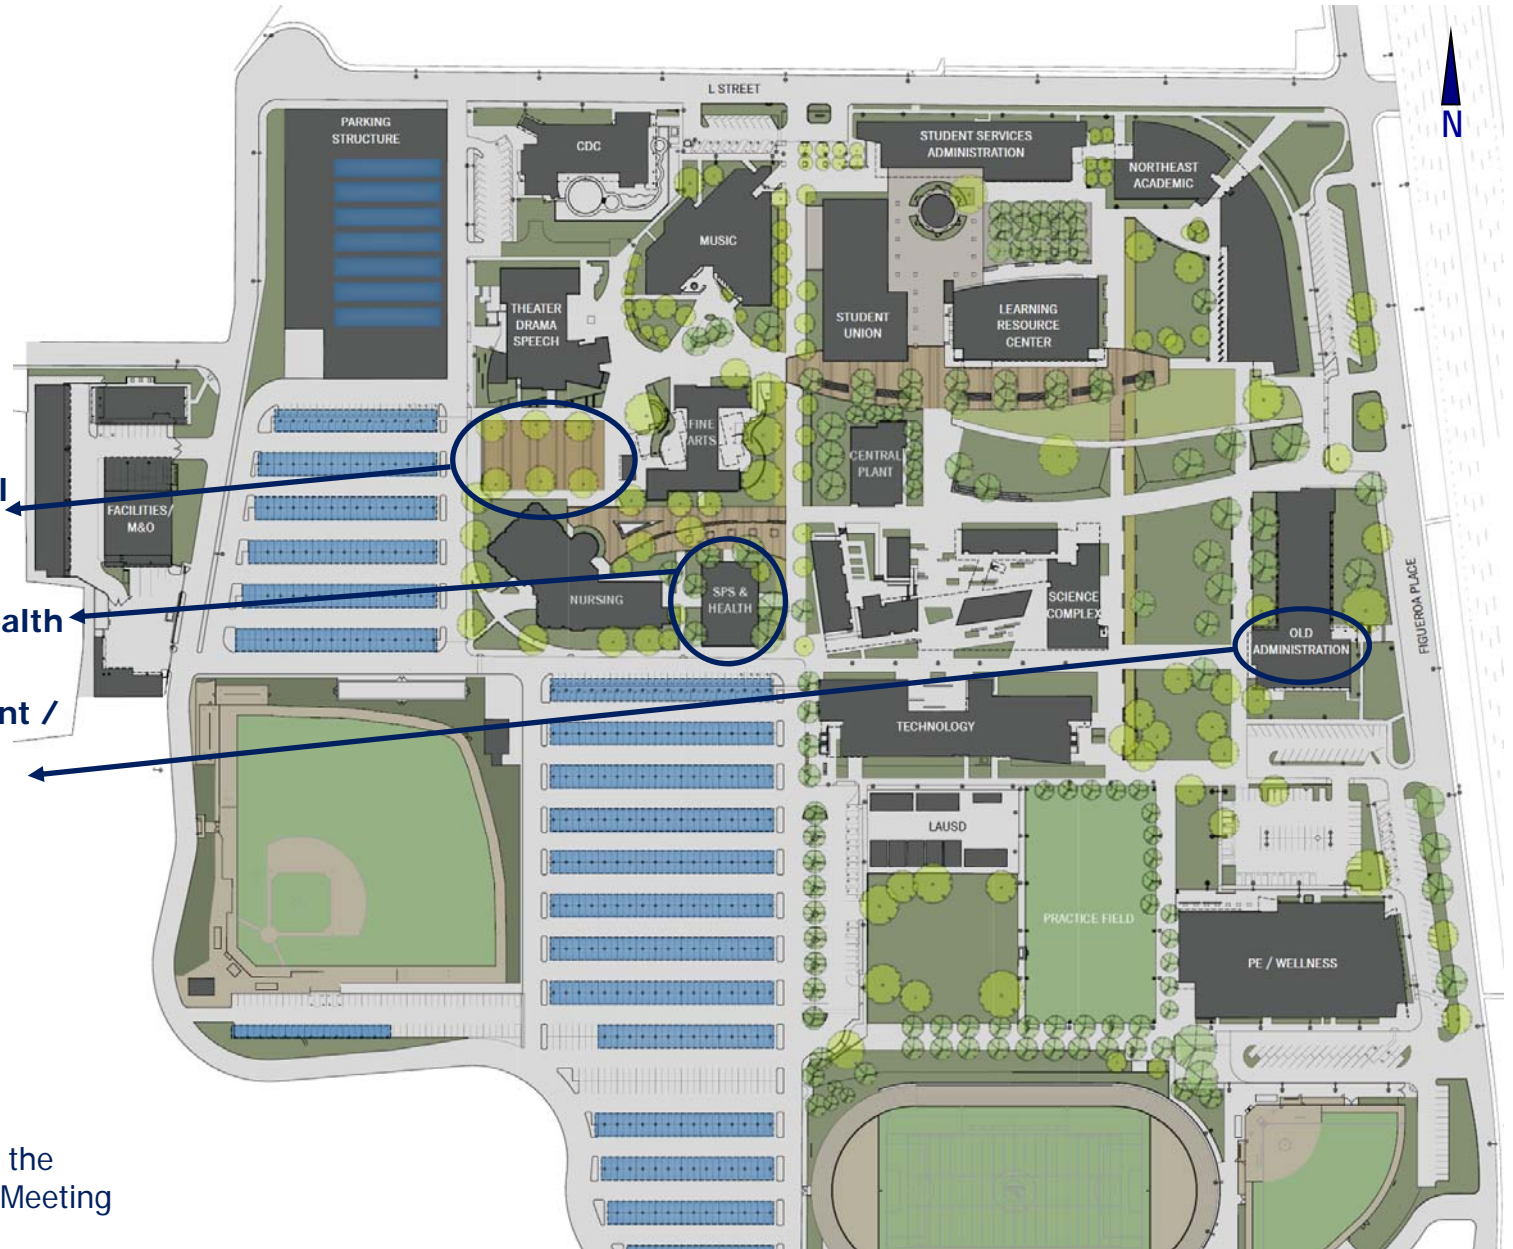 L STREET
N
PARKING
STRUCTURE
CDC
STUDENT SERVICES
ADMINISTRATION
NORTHEAST
ACADEMIC
MUSIC
THEATER
DRAMA
SPEECH
STUDENT
UNION
LEARNING
RESOURCE
CENTER
FINE
ARTS
CENTRAL
PLANT
l
FACILITIES/
M&O
FIGUEROA PLACE
NURSING
SPS &
HEALTH
SCIENCE
COMPLEX
alth
OLD
ADMINISTRATION
nt /
TECHNOLOGY
LAUSD
PRACTICE FIELD
PE / WELLNESS
the
Meeting